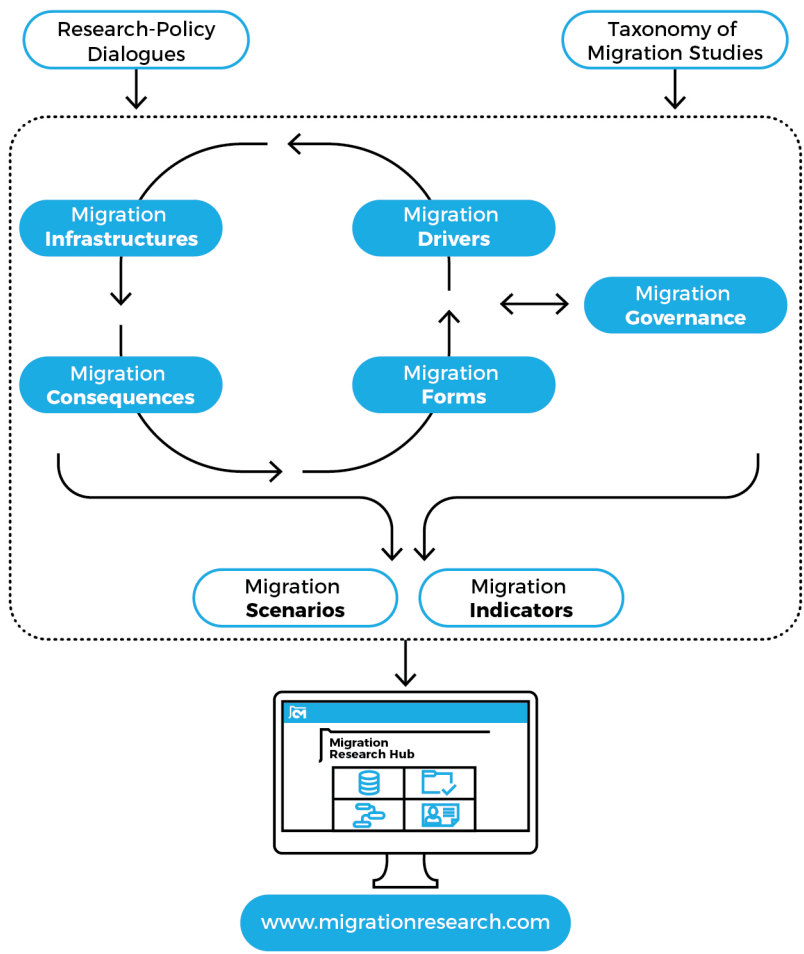 Research-Policy
Dialogues
Taxonomy of
Migration Studies
Migration
Infrastructures
Migration
Drivers
Migration
Governance
Migration
Consequences
Migration
Forms
Migration
Scenarios
Migration
Indicators
Migration
Research Hub
www.migrationresearch.com